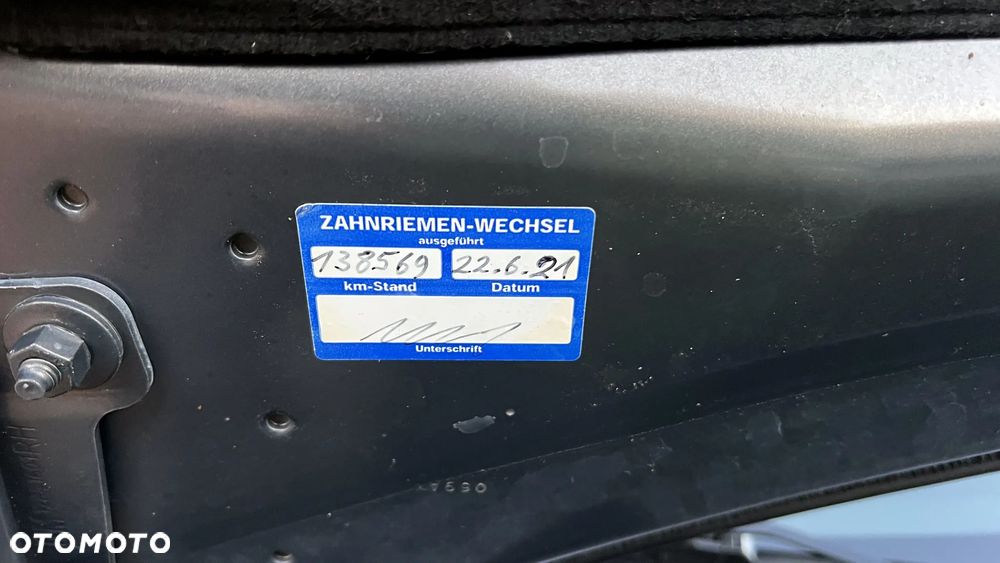 ZAHNRIEMEN-WECHSEL
ausgeführt
138569 22.6.21
km-Stand Datum
Unterschrift
OTOMOTO